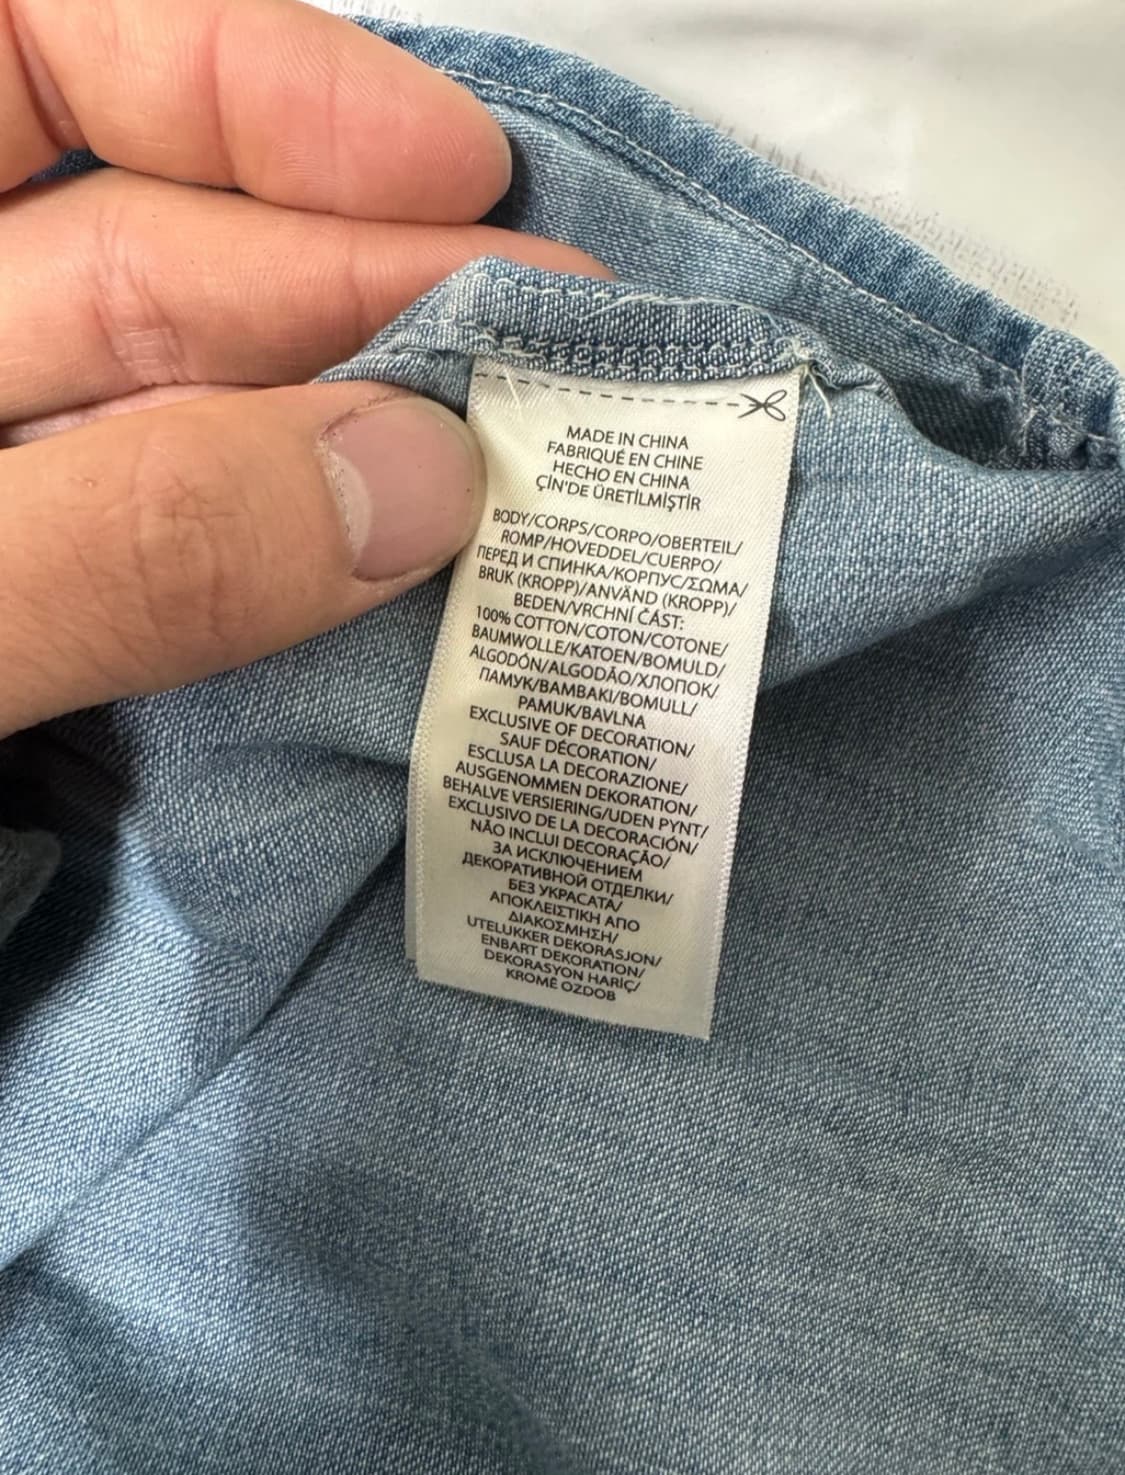 MADE IN CHINA
FABRIQUÉ EN CHINE
HECHO EN CHINA
ÇİN'DE ÜRETİLMİŞTİR
BODY/CORPS/CORPO/OBERTEIL/
ROMP/HOVEDDEL/CUERPO/
ПЕРЕД И СПИНКА/КОРПУС/ΣΩΜΑ/
BRUK (KROPP)/ANVÄND (KROPP)/
BEDEN/VRCHNÍ ČÁST:
100% COTTON/COTON/COTONE/
BAUMWOLLE/KATOEN/BOMULD/
ALGODÓN/ALGODÃO/ХЛОПОК/
ПАМУК/BAMBAKI/BOMULL/
PAMUK/BAVLNA
EXCLUSIVE OF DECORATION/
SAUF DÉCORATION/
ESCLUSA LA DECORAZIONE/
AUSGENOMMEN DEKORATION/
BEHALVE VERSIERING/UDEN PYNT/
EXCLUSIVO DE LA DECORACIÓN/
NÃO INCLUI DECORAÇÃO/
ЗА ИСКЛЮЧЕНИЕМ
ДЕКОРАТИВНОЙ ОТДЕЛКИ/
БЕЗ УКРАСАТА/
ΑΠΟΚΛΕΙΣΤΙΚΗ ΑΠΟ
ΔΙΑΚΟΣΜΗΣΗ/
UTELUKKER DEKORASJON/
ENBART DEKORATION/
DEKORASYON HARİÇ/
KROMĚ OZDOB